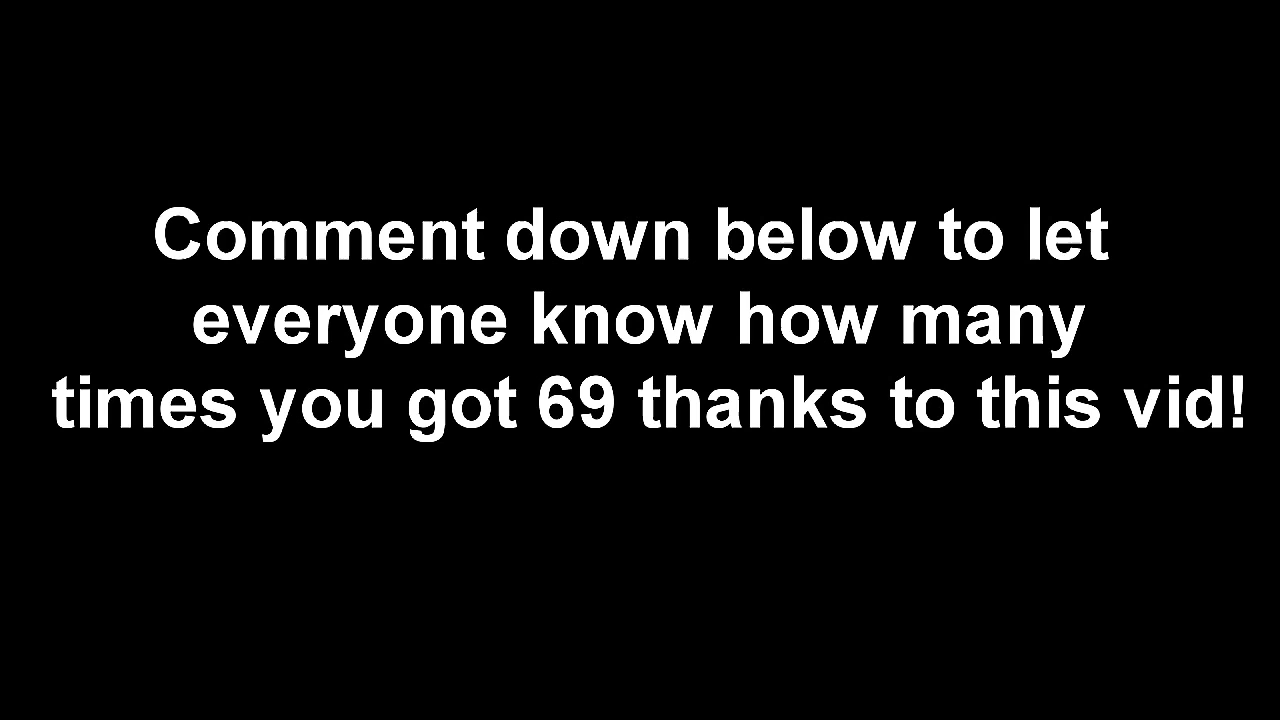 Comment down below to let
everyone know how many
times you got 69 thanks to this vid!